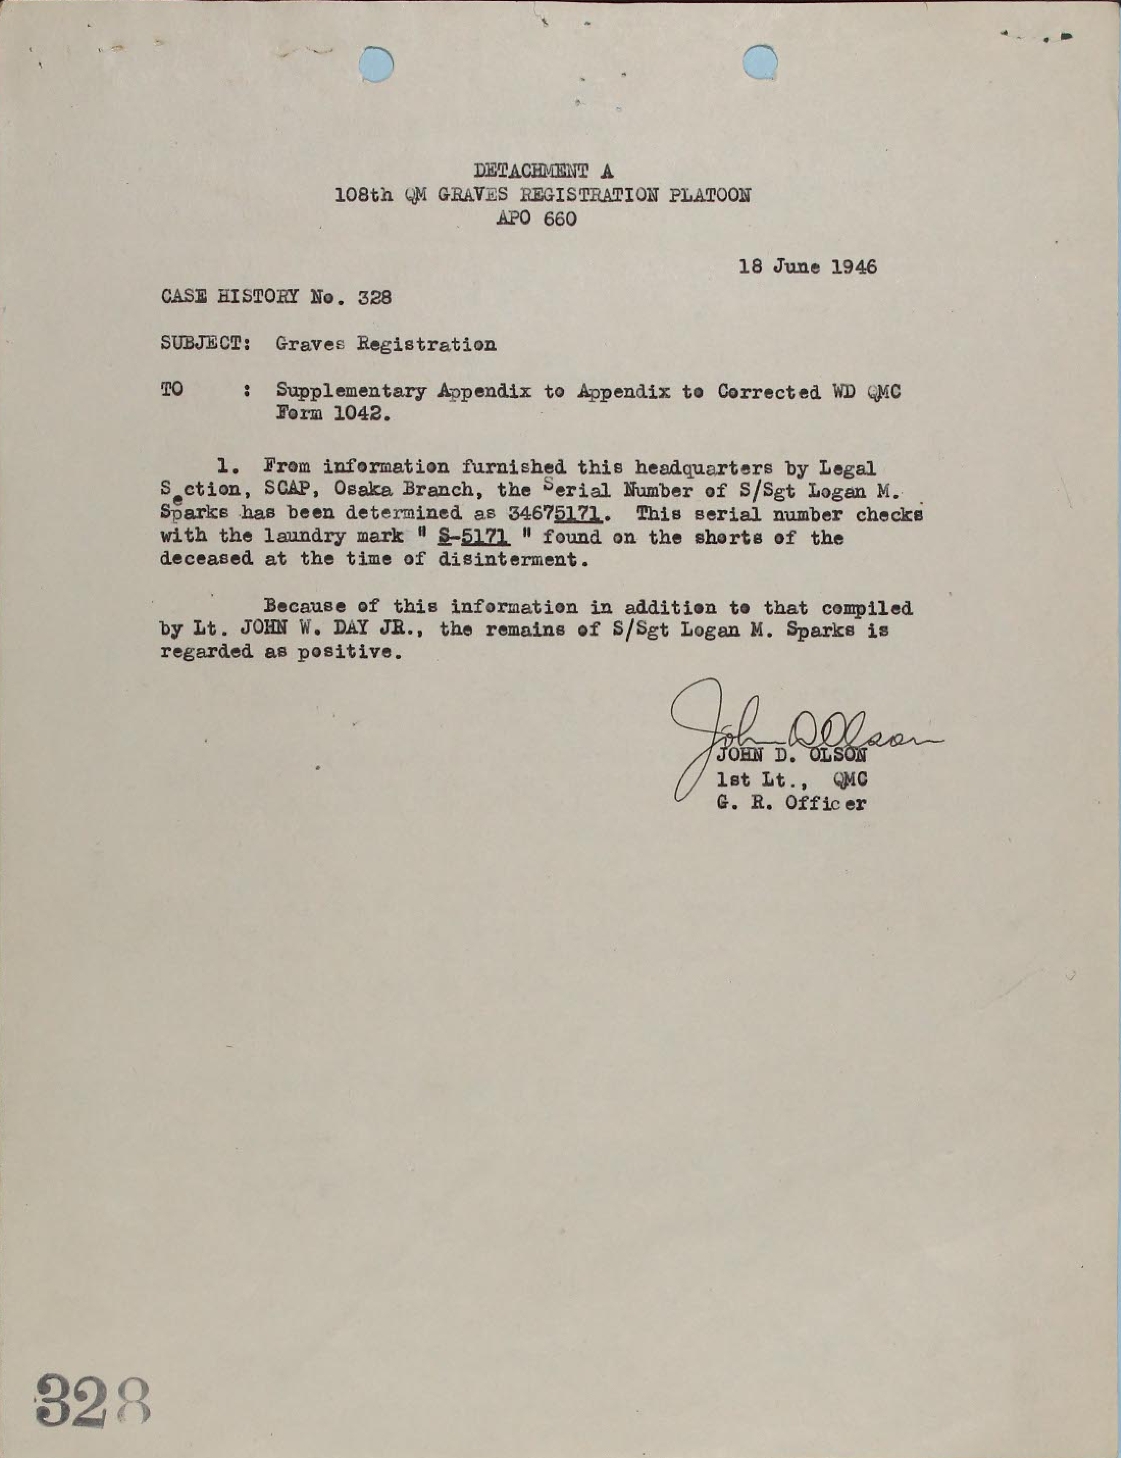 DETACHMENT A
108th QM GRAVES REGISTRATION PLATOON
APO 660
18 June 1946
CASE HISTORY No. 328
SUBJECT: Graves Registration
TO : Supplementary Appendix to Appendix to Corrected WD QMC
Form 1042.
1. From information furnished this headquarters by Legal
Section, SCAP, Osaka Branch, the Serial Number of S/Sgt Logan M.
Sparks has been determined as 34675171. This serial number checks
with the laundry mark " S-5171 " found on the shorts of the
deceased at the time of disinterment.
Because of this information in addition to that compiled
by Lt. JOHN W. DAY JR., the remains of S/Sgt Logan M. Sparks is
regarded as positive.
John D Olson
JOHN D. OLSON
1st Lt., QMC
G. R. Officer
328